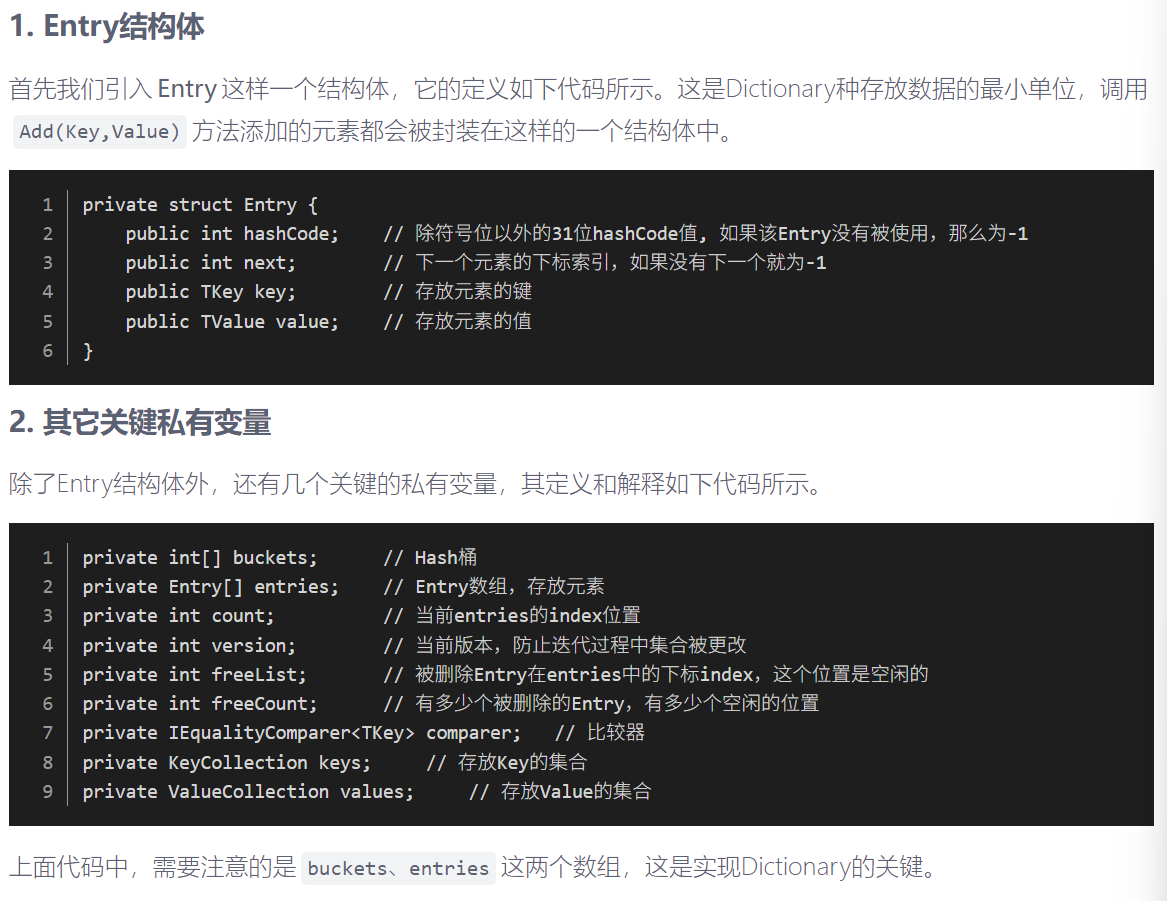 1. Entry结构体
首先我们引入 Entry 这样一个结构体，它的定义如下代码所示。这是Dictionary种存放数据的最小单位，调用
Add(Key,Value) 方法添加的元素都会被封装在这样的一个结构体中。
1 private struct Entry {
2     public int hashCode;    // 除符号位以外的31位hashCode值, 如果该Entry没有被使用，那么为-1
3     public int next;        // 下一个元素的下标索引，如果没有下一个就为-1
4     public TKey key;        // 存放元素的键
5     public TValue value;    // 存放元素的值
6 }
2. 其它关键私有变量
除了Entry结构体外，还有几个关键的私有变量，其定义和解释如下代码所示。
1 private int[] buckets;      // Hash桶
2 private Entry[] entries;    // Entry数组，存放元素
3 private int count;          // 当前entries的index位置
4 private int version;        // 当前版本，防止迭代过程中集合被更改
5 private int freeList;       // 被删除Entry在entries中的下标index，这个位置是空闲的
6 private int freeCount;      // 有多少个被删除的Entry，有多少个空闲的位置
7 private IEqualityComparer<TKey> comparer;   // 比较器
8 private KeyCollection keys;     // 存放Key的集合
9 private ValueCollection values;     // 存放Value的集合
上面代码中，需要注意的是 buckets、entries 这两个数组，这是实现Dictionary的关键。